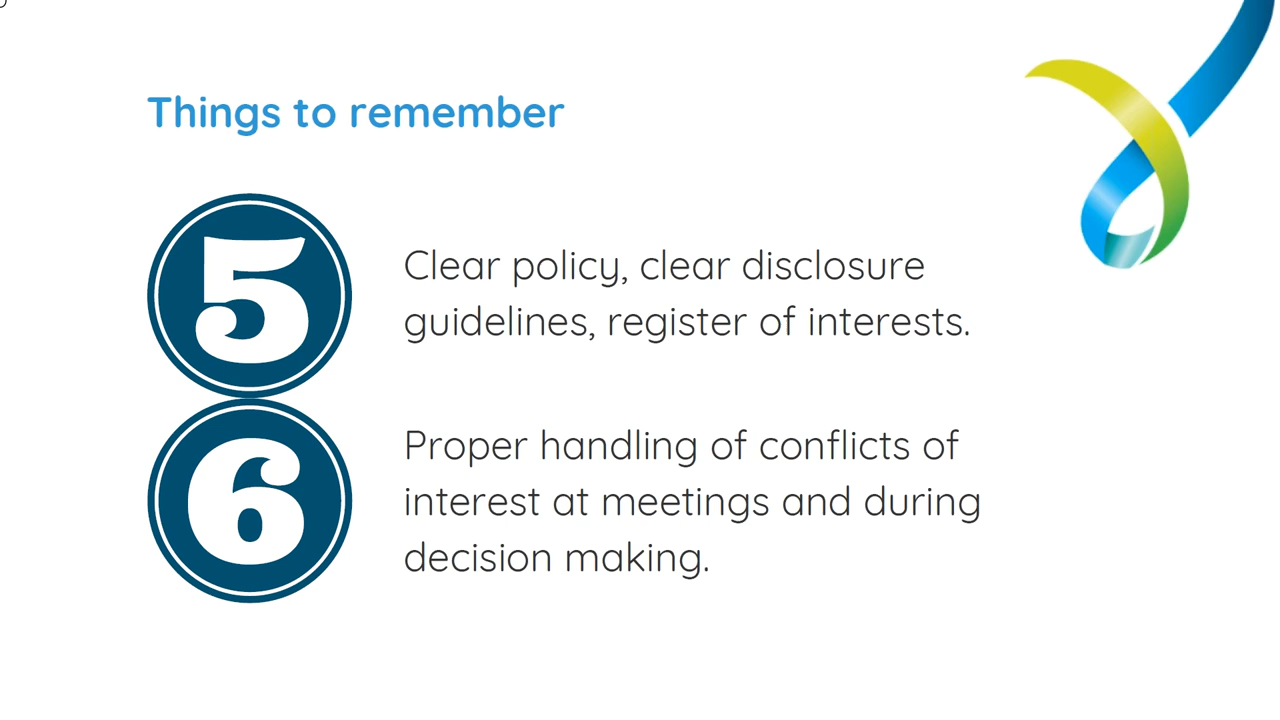 Things to remember
5
Clear policy, clear disclosure
guidelines, register of interests.
6
Proper handling of conflicts of
interest at meetings and during
decision making.